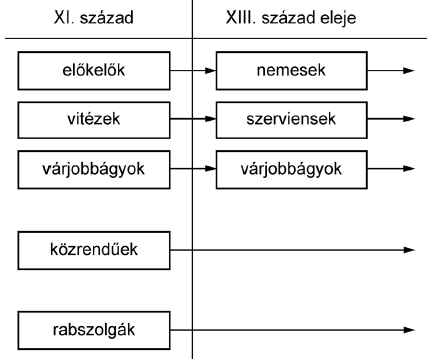 XI. század
XIII. század eleje
előkelők
nemesek
vitézek
szerviensek
várjobbágyok
várjobbágyok
közrendűek
rabszolgák